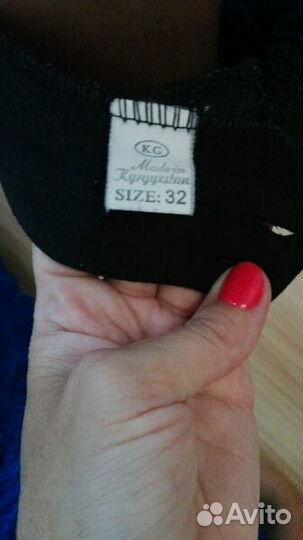 KG
Made in
Kyrgyzstan
SIZE: 32
Avito